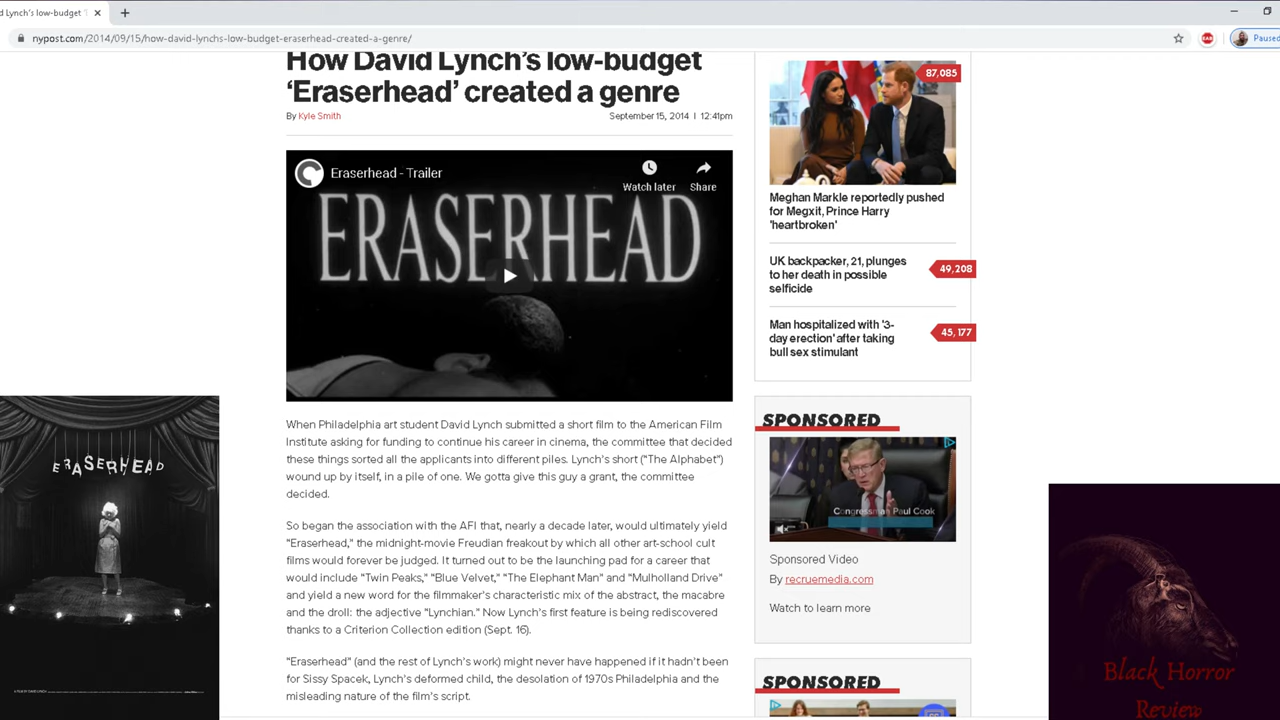 d Lynch's low-budget 'E
nypost.com/2014/09/15/how-david-lynchs-low-budget-eraserhead-created-a-genre/
Paused
How David Lynch's low-budget
'Eraserhead' created a genre
By Kyle Smith
September 15, 2014 | 12:41pm
Eraserhead - Trailer
Watch later
Share
ERASERHEAD
When Philadelphia art student David Lynch submitted a short film to the American Film
Institute asking for funding to continue his career in cinema, the committee that decided
these things sorted all the applicants into different piles. Lynch's short ("The Alphabet")
wound up by itself, in a pile of one. We gotta give this guy a grant, the committee
decided.
So began the association with the AFI that, nearly a decade later, would ultimately yield
"Eraserhead," the midnight-movie Freudian freakout by which all other art-school cult
films would forever be judged. It turned out to be the launching pad for a career that
would include "Twin Peaks," "Blue Velvet," "The Elephant Man" and "Mulholland Drive"
and yield a new word for the filmmaker's characteristic mix of the abstract, the macabre
and the droll: the adjective "Lynchian." Now Lynch's first feature is being rediscovered
thanks to a Criterion Collection edition (Sept. 16).
"Eraserhead" (and the rest of Lynch's work) might never have happened if it hadn't been
for Sissy Spacek, Lynch's deformed child, the desolation of 1970s Philadelphia and the
misleading nature of the film's script.
87,085
Meghan Markle reportedly pushed
for Megxit, Prince Harry
'heartbroken'
UK backpacker, 21, plunges
to her death in possible
selficide
49,208
Man hospitalized with '3-
day erection' after taking
bull sex stimulant
45,177
SPONSORED
Congressman Paul Cook
Sponsored Video
By recruemedia.com
Watch to learn more
SPONSORED
ERASERHEAD
Black Horror
Review